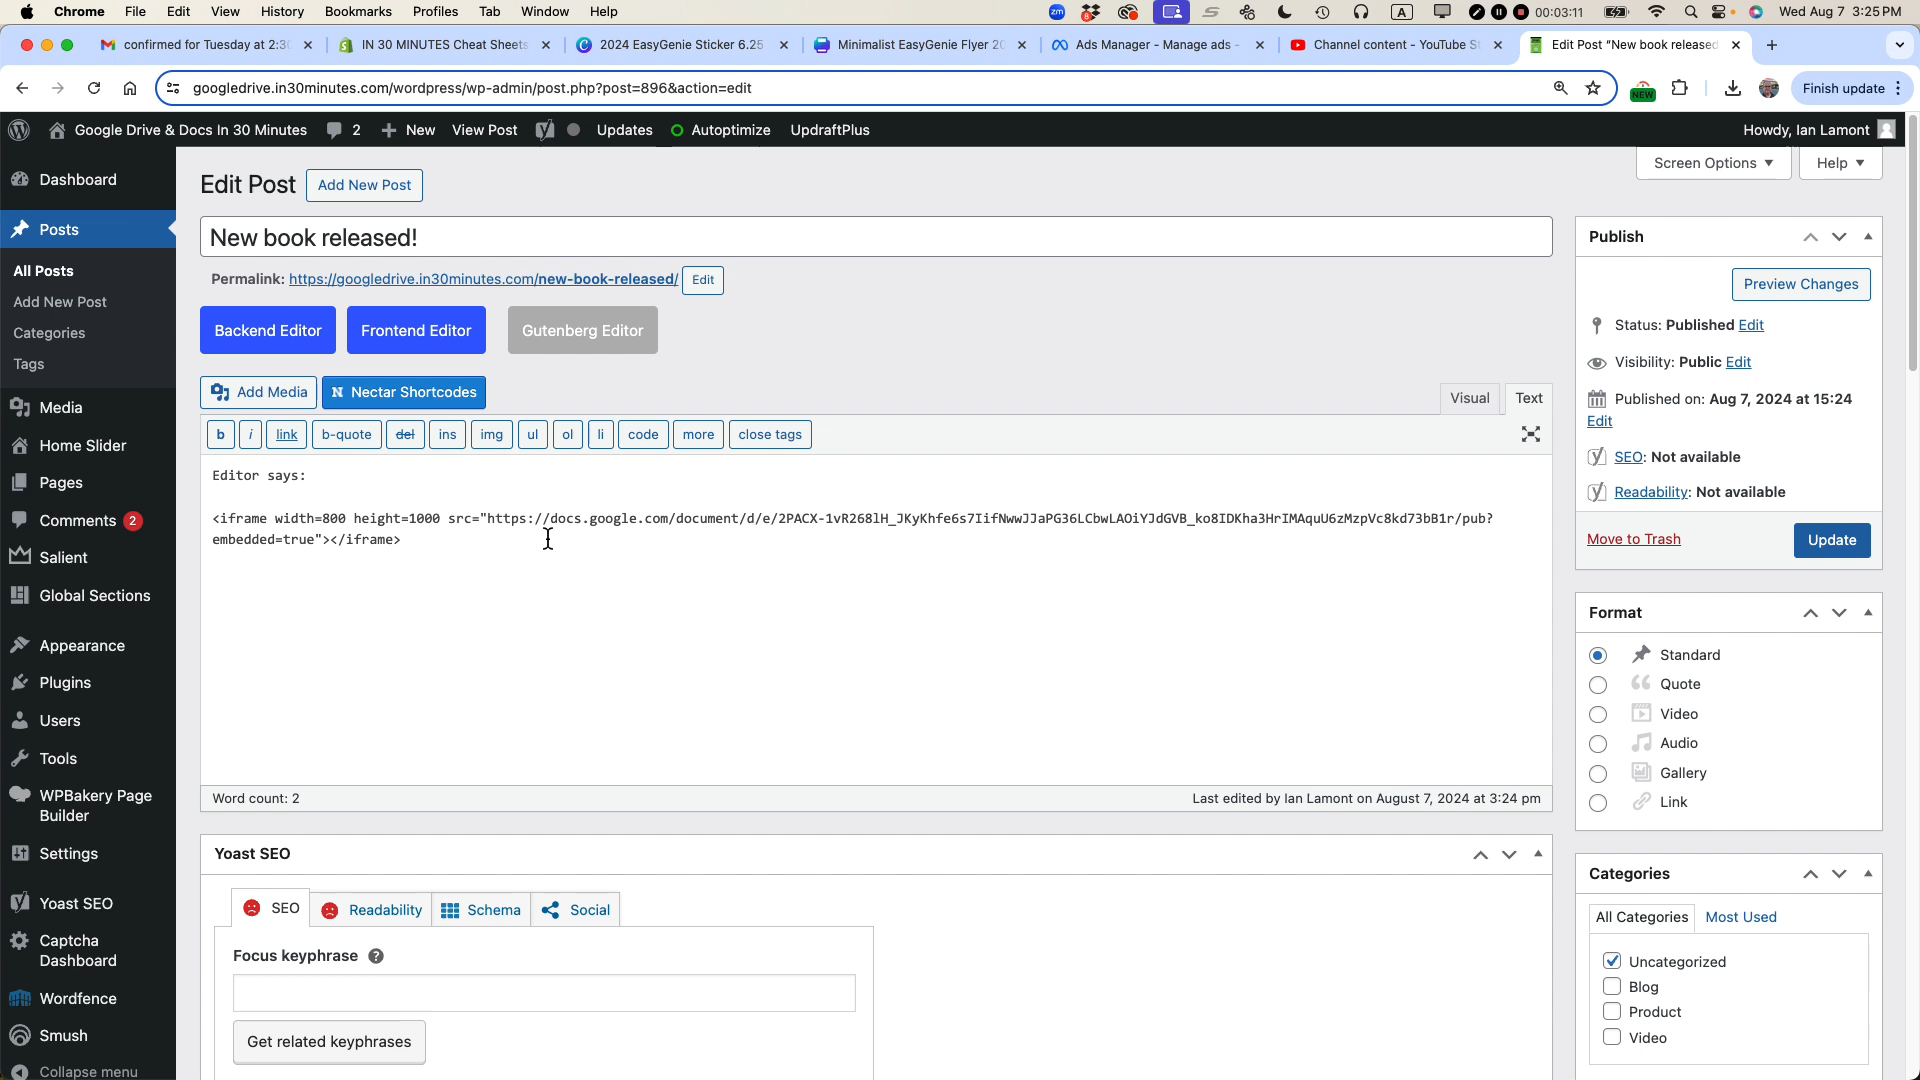 Chrome File Edit View History Bookmarks Profiles Tab Window Help zm 8 A 00:03:11 Wed Aug 7 3:25 PM
confirmed for Tuesday at 2:3 IN 30 MINUTES Cheat Sheets 2024 EasyGenie Sticker 6.25 Minimalist EasyGenie Flyer 20 Ads Manager - Manage ads - Channel content - YouTube S Edit Post "New book released
googledrive.in30minutes.com/wordpress/wp-admin/post.php?post=896&action=edit NEW Finish update
Google Drive & Docs In 30 Minutes 2 New View Post Updates Autoptimize UpdraftPlus Howdy, Ian Lamont
Screen Options Help
Dashboard
Posts
All Posts
Add New Post
Categories
Tags
Media
Home Slider
Pages
Comments 2
Salient
Global Sections
Appearance
Plugins
Users
Tools
WPBakery Page
Builder
Settings
Yoast SEO
Captcha
Dashboard
Wordfence
Smush
Collapse menu
Edit Post Add New Post
New book released!
Permalink: https://googledrive.in30minutes.com/new-book-released/ Edit
Backend Editor Frontend Editor Gutenberg Editor
Add Media N Nectar Shortcodes Visual Text
b i link b-quote del ins img ul ol li code more close tags
Editor says:
<iframe width=800 height=1000 src="https://docs.google.com/document/d/e/2PACX-1vR268lH_JKyKhfe6s7IifNwwJJaPG36LCbwLAOiYJdGVB_ko8IDKha3HrIMAquU6zMzpVc8kd73bB1r/pub?
embedded=true"></iframe>
Word count: 2 Last edited by Ian Lamont on August 7, 2024 at 3:24 pm
Yoast SEO
SEO Readability Schema Social
Focus keyphrase ?
Get related keyphrases
Publish
Preview Changes
Status: Published Edit
Visibility: Public Edit
Published on: Aug 7, 2024 at 15:24
Edit
SEO: Not available
Readability: Not available
Move to Trash Update
Format
Standard
Quote
Video
Audio
Gallery
Link
Categories
All Categories Most Used
Uncategorized
Blog
Product
Video